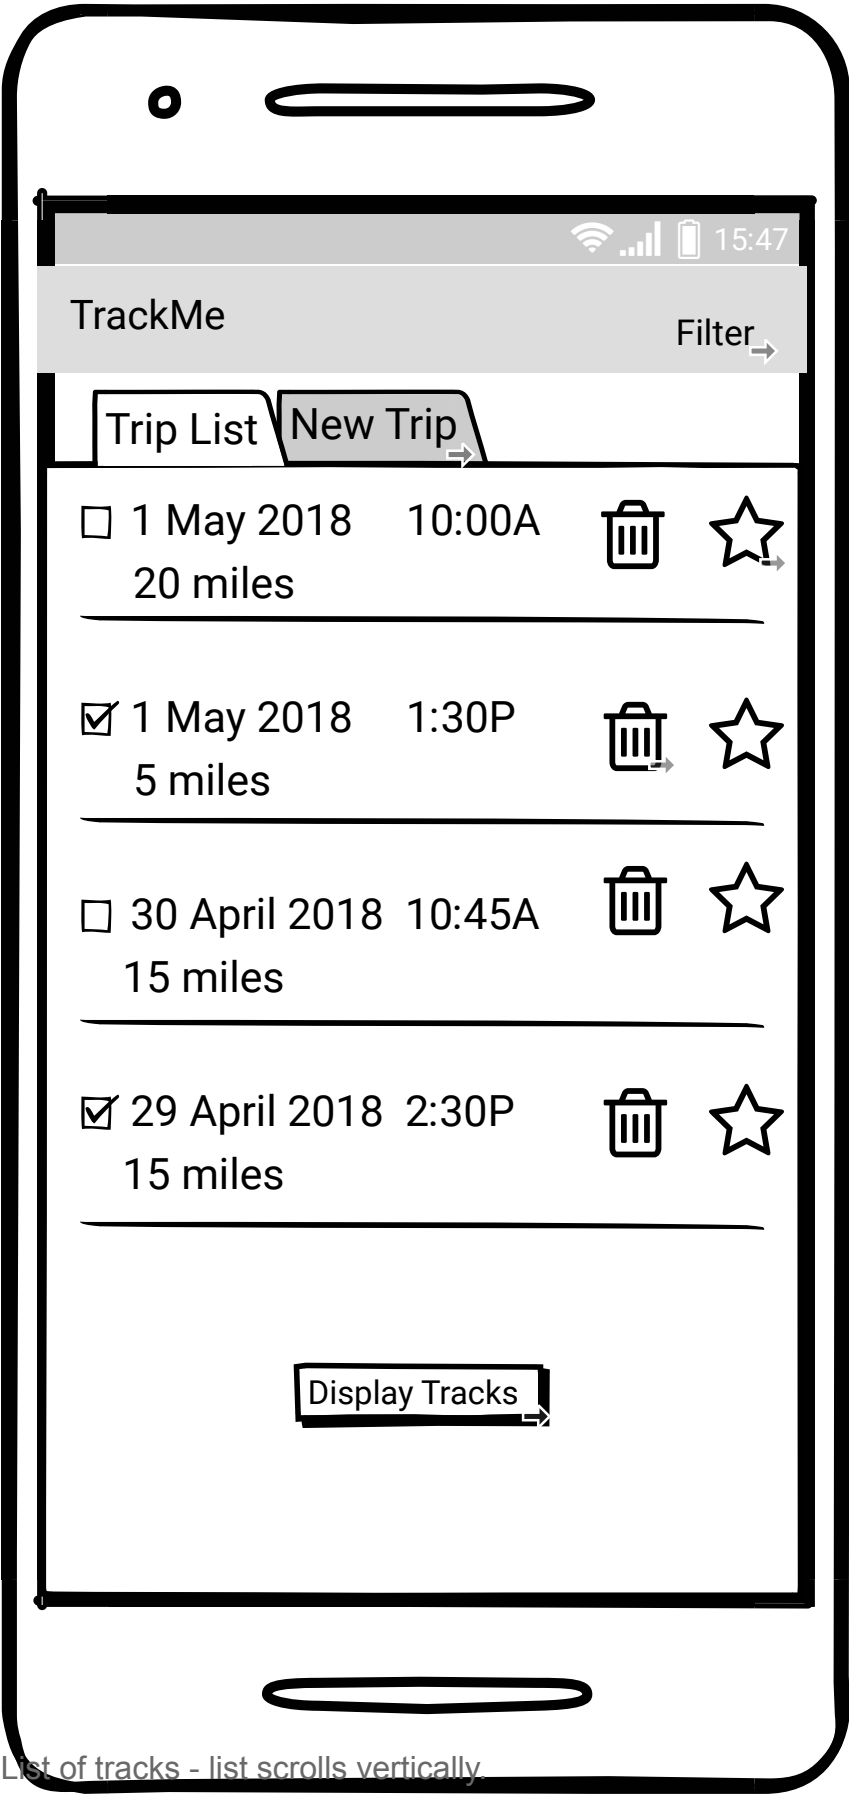 15:47
TrackMe
Filter
Trip List New Trip
1 May 2018 10:00A
20 miles
1 May 2018 1:30P
5 miles
30 April 2018 10:45A
15 miles
29 April 2018 2:30P
15 miles
Display Tracks
List of tracks - list scrolls vertically.